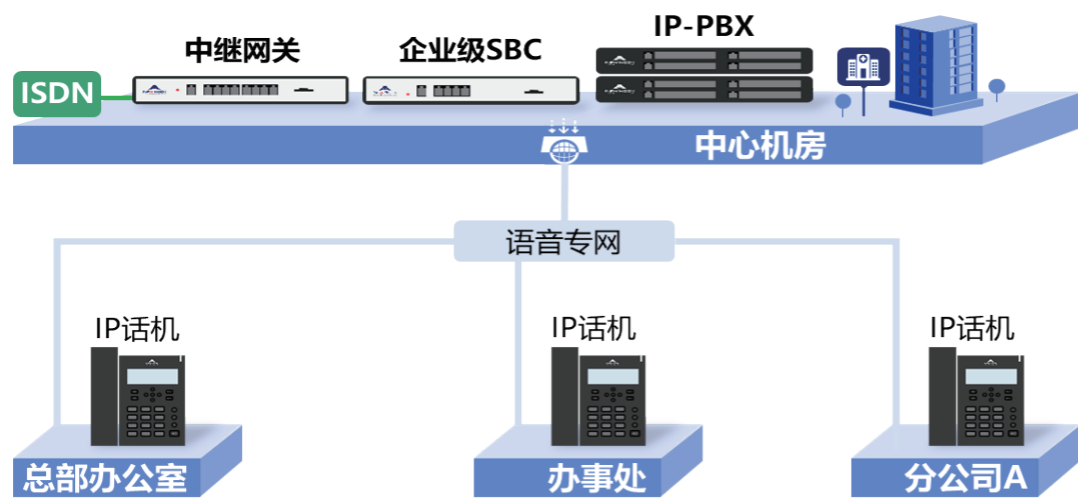 IP-PBX
中继网关
企业级SBC
ISDN
中心机房
语音专网
IP话机
IP话机
IP话机
总部办公室
办事处
分公司A